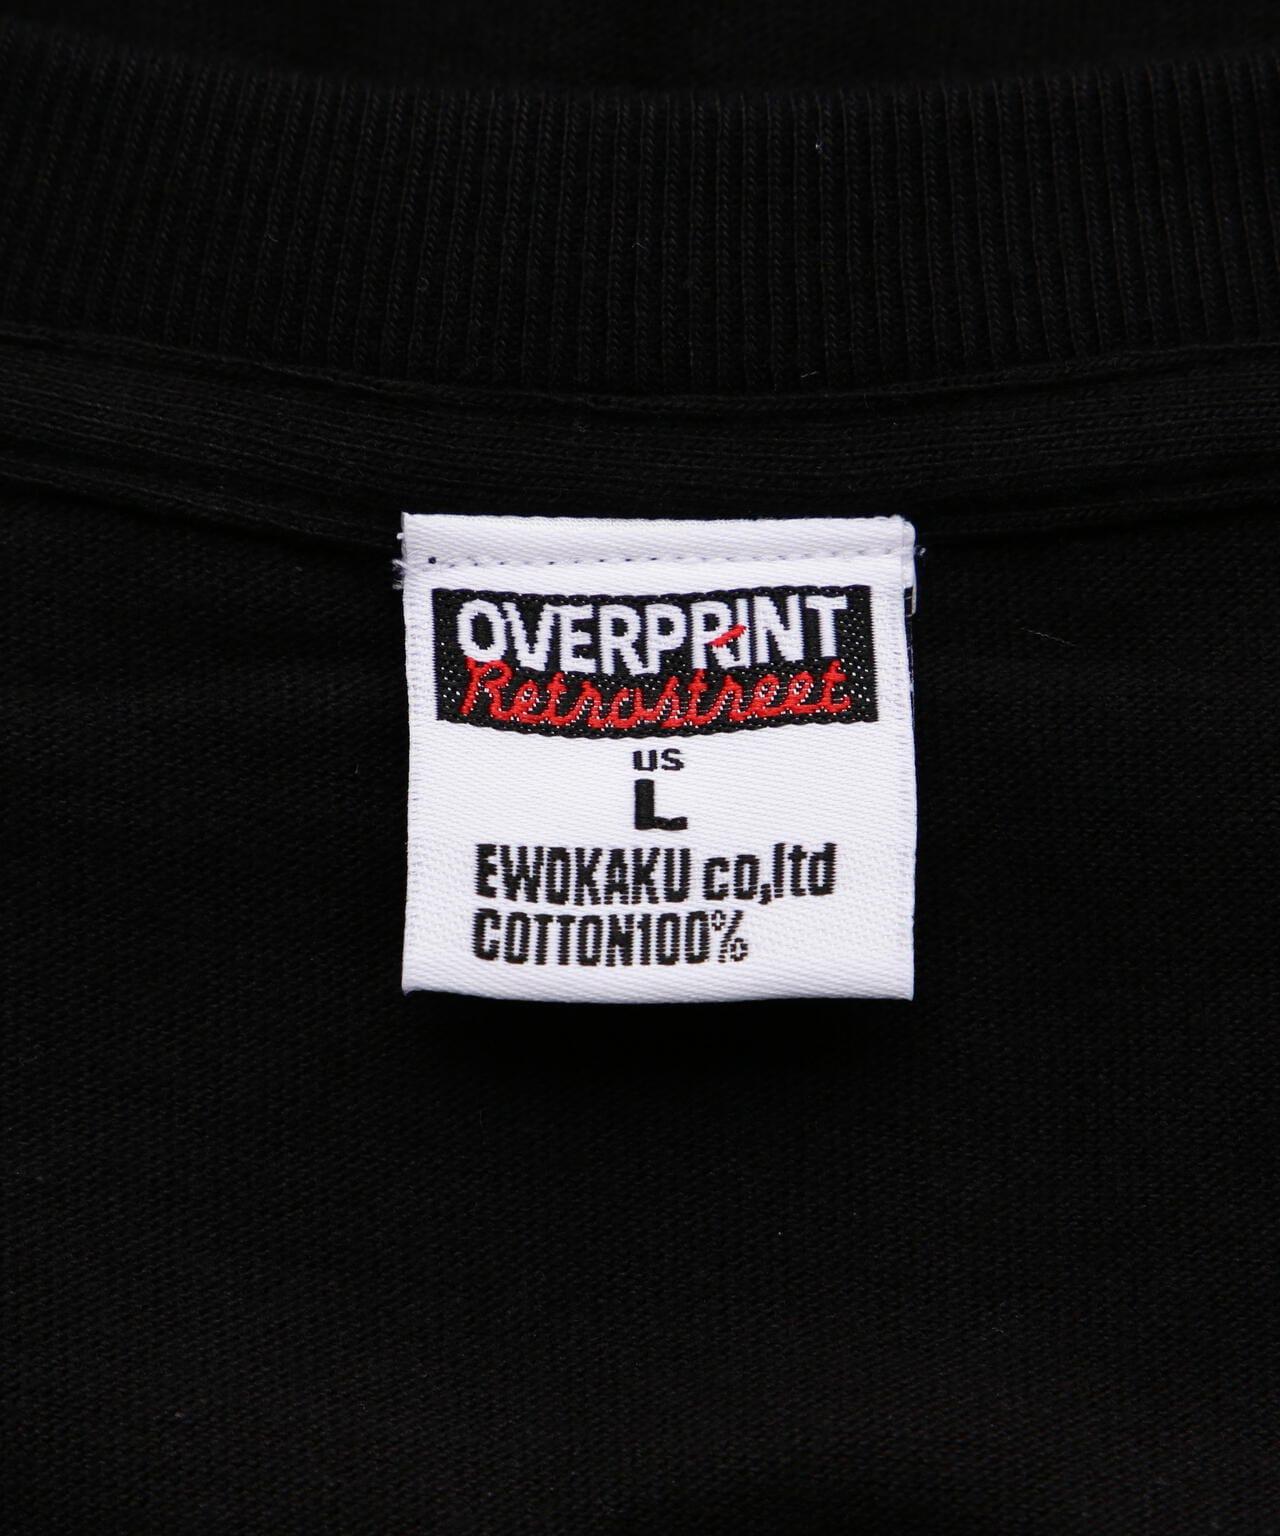 OVERPRINT
Retrostreet
US
L
EWOKAKU co,ltd
COTTON100%